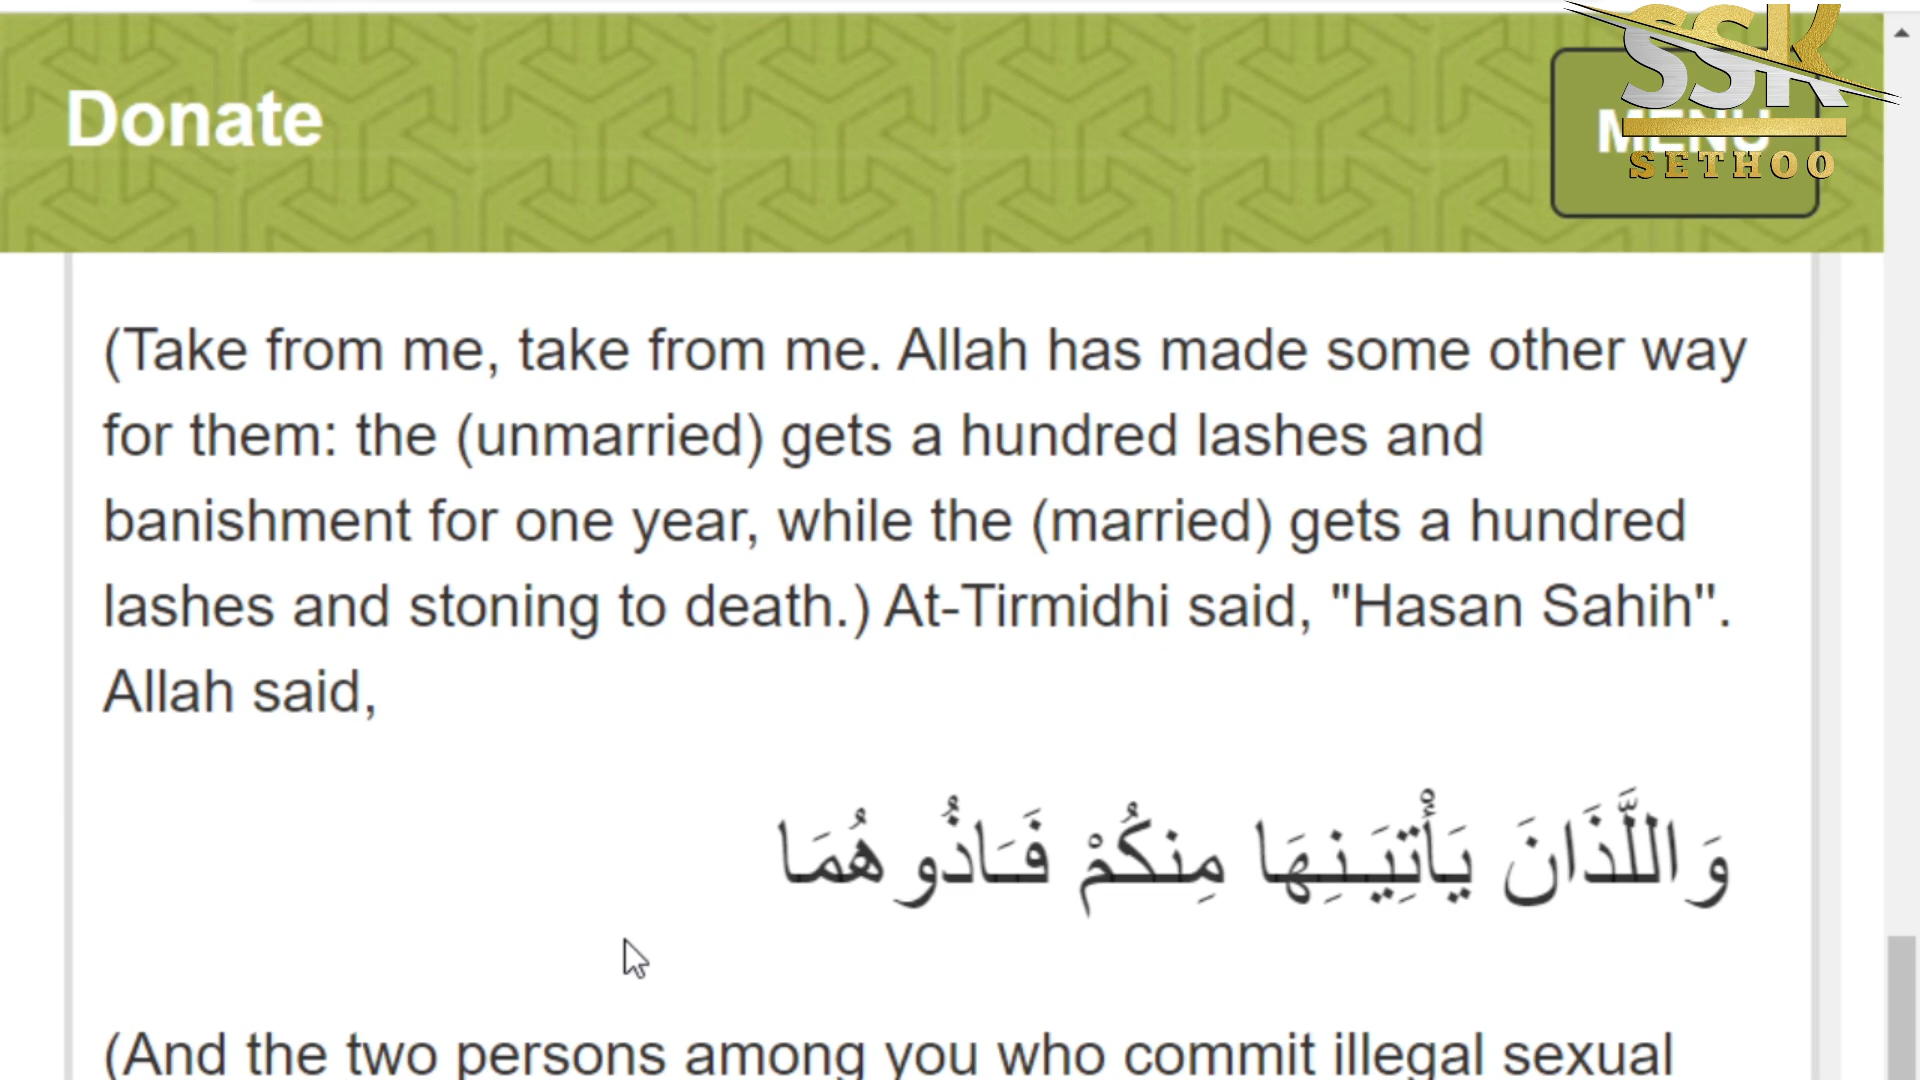 Donate
MENU
SSK
SETHOO
(Take from me, take from me. Allah has made some other way
for them: the (unmarried) gets a hundred lashes and
banishment for one year, while the (married) gets a hundred
lashes and stoning to death.) At-Tirmidhi said, "Hasan Sahih".
Allah said,
وَاللَّذَانَ يَأْتِيَـنِهَا مِنكُمْ فَـَاذُوهُمَا
(And the two persons among you who commit illegal sexual